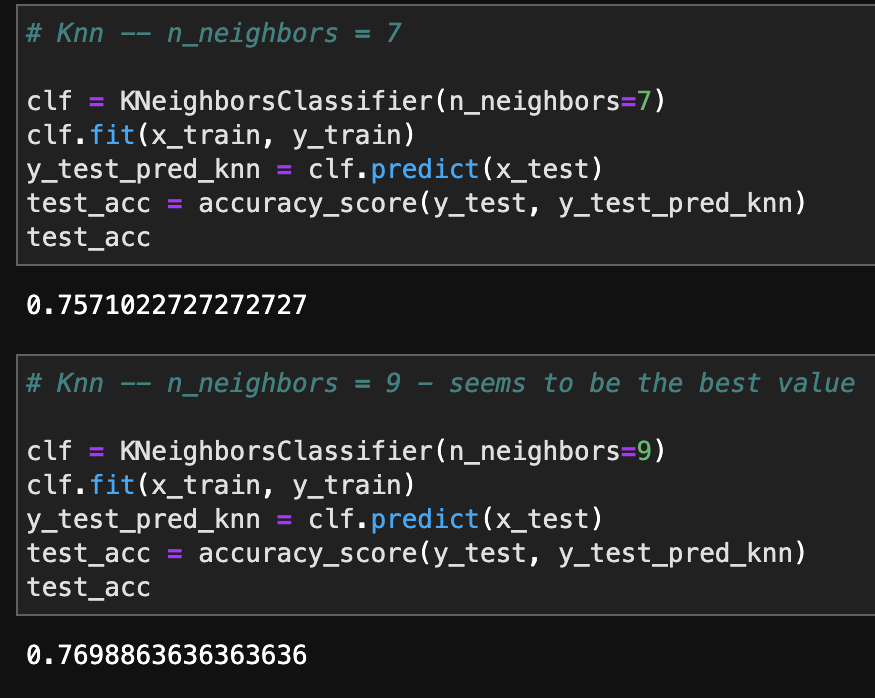 # Knn -- n_neighbors = 7
clf = KNeighborsClassifier(n_neighbors=7)
clf.fit(x_train, y_train)
y_test_pred_knn = clf.predict(x_test)
test_acc = accuracy_score(y_test, y_test_pred_knn)
test_acc
0.7571022727272727
# Knn -- n_neighbors = 9 - seems to be the best value
clf = KNeighborsClassifier(n_neighbors=9)
clf.fit(x_train, y_train)
y_test_pred_knn = clf.predict(x_test)
test_acc = accuracy_score(y_test, y_test_pred_knn)
test_acc
0.7698863636363636